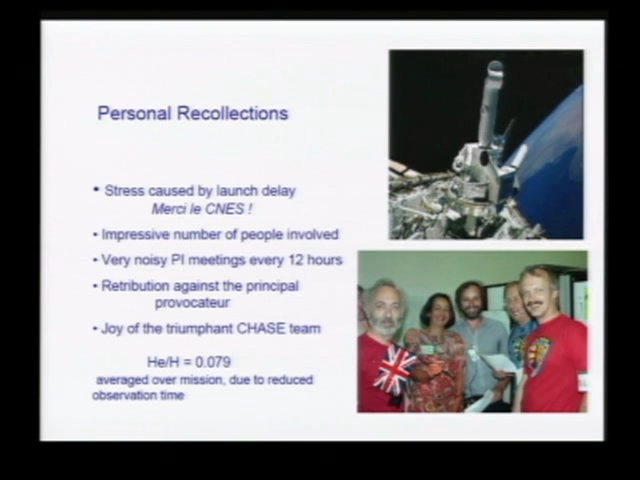 Personal Recollections
• Stress caused by launch delay
Merci le CNES !
• Impressive number of people involved
• Very noisy PI meetings every 12 hours
• Retribution against the principal
provocateur
• Joy of the triumphant CHASE team
He/H = 0.079
averaged over mission, due to reduced
observation time